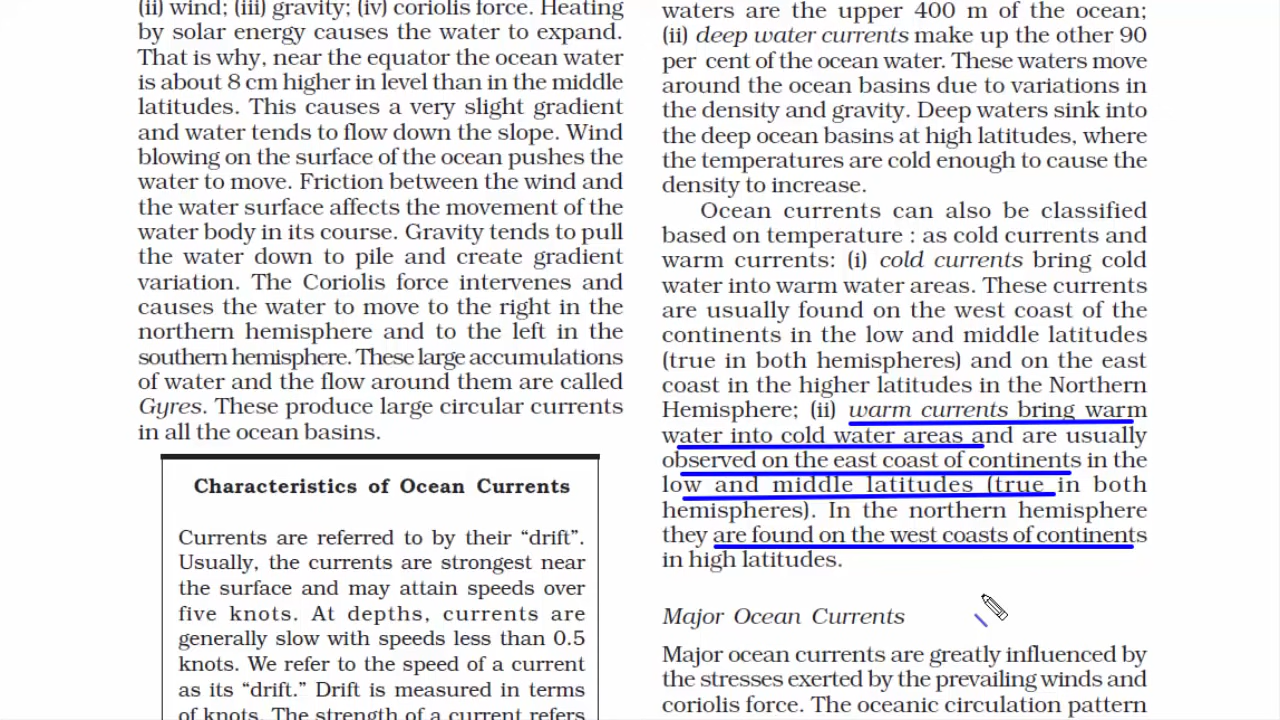 (ii) wind; (iii) gravity; (iv) coriolis force. Heating
by solar energy causes the water to expand.
That is why, near the equator the ocean water
is about 8 cm higher in level than in the middle
latitudes. This causes a very slight gradient
and water tends to flow down the slope. Wind
blowing on the surface of the ocean pushes the
water to move. Friction between the wind and
the water surface affects the movement of the
water body in its course. Gravity tends to pull
the water down to pile and create gradient
variation. The Coriolis force intervenes and
causes the water to move to the right in the
northern hemisphere and to the left in the
southern hemisphere. These large accumulations
of water and the flow around them are called
Gyres. These produce large circular currents
in all the ocean basins.
Characteristics of Ocean Currents
Currents are referred to by their “drift”.
Usually, the currents are strongest near
the surface and may attain speeds over
five knots. At depths, currents are
generally slow with speeds less than 0.5
knots. We refer to the speed of a current
as its “drift.” Drift is measured in terms
of knots. The strength of a current refers
waters are the upper 400 m of the ocean;
(ii) deep water currents make up the other 90
per cent of the ocean water. These waters move
around the ocean basins due to variations in
the density and gravity. Deep waters sink into
the deep ocean basins at high latitudes, where
the temperatures are cold enough to cause the
density to increase.
Ocean currents can also be classified
based on temperature : as cold currents and
warm currents: (i) cold currents bring cold
water into warm water areas. These currents
are usually found on the west coast of the
continents in the low and middle latitudes
(true in both hemispheres) and on the east
coast in the higher latitudes in the Northern
Hemisphere; (ii) warm currents bring warm
water into cold water areas and are usually
observed on the east coast of continents in the
low and middle latitudes (true in both
hemispheres). In the northern hemisphere
they are found on the west coasts of continents
in high latitudes.
Major Ocean Currents
Major ocean currents are greatly influenced by
the stresses exerted by the prevailing winds and
coriolis force. The oceanic circulation pattern